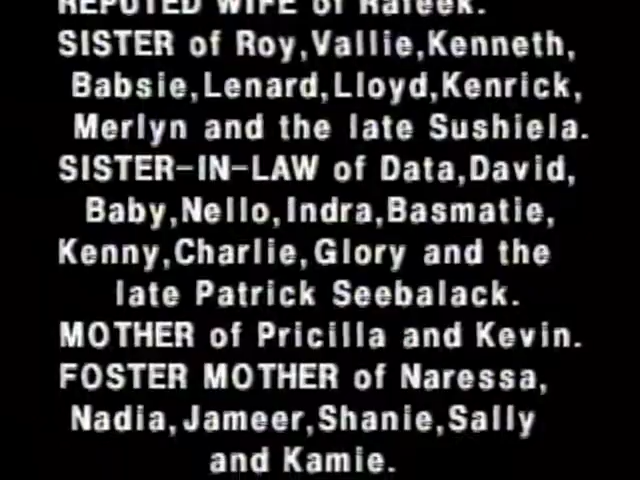 REPUTED WIFE of Rafeek.
SISTER of Roy,Vallie,Kenneth,
Babsie,Lenard,Lloyd,Kenrick,
Merlyn and the late Sushiela.
SISTER-IN-LAW of Data,David,
Baby,Nello,Indra,Basmatie,
Kenny,Charlie,Glory and the
late Patrick Seebalack.
MOTHER of Pricilla and Kevin.
FOSTER MOTHER of Naressa,
Nadia,Jameer,Shanie,Sally
and Kamie.